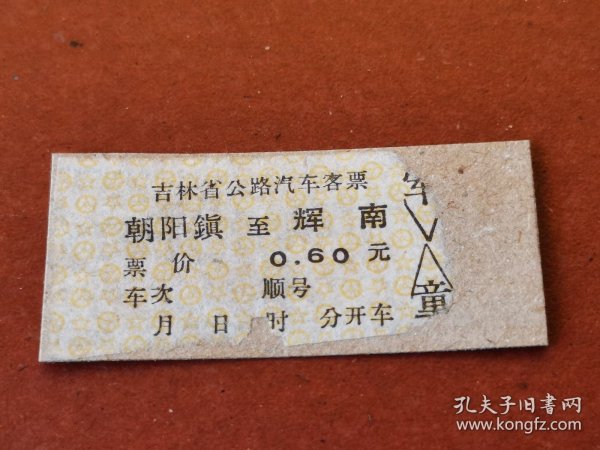 吉林省公路汽车客票
朝阳鎮 至 辉南
票价 0.60 元
车次 顺号
月 日 时 分开车
军
童
孔夫子旧书网
www.kongfz.com